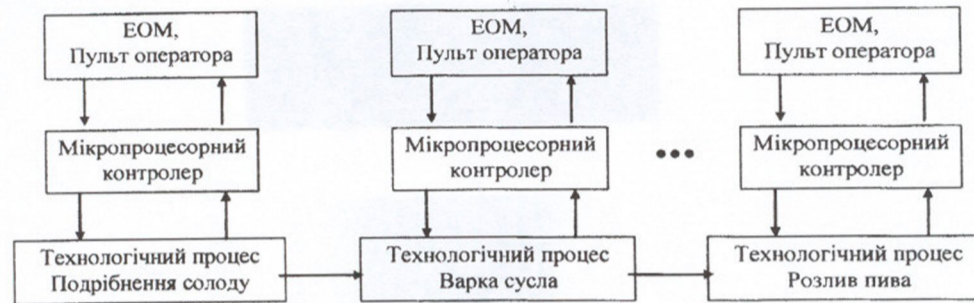 ЕОМ,
Пульт оператора
Мікропроцесорний
контролер
Технологічний процес
Подрібнення солоду
ЕОМ,
Пульт оператора
Мікропроцесорний
контролер
Технологічний процес
Варка сусла
ЕОМ,
Пульт оператора
Мікропроцесорний
контролер
Технологічний процес
Розлив пива